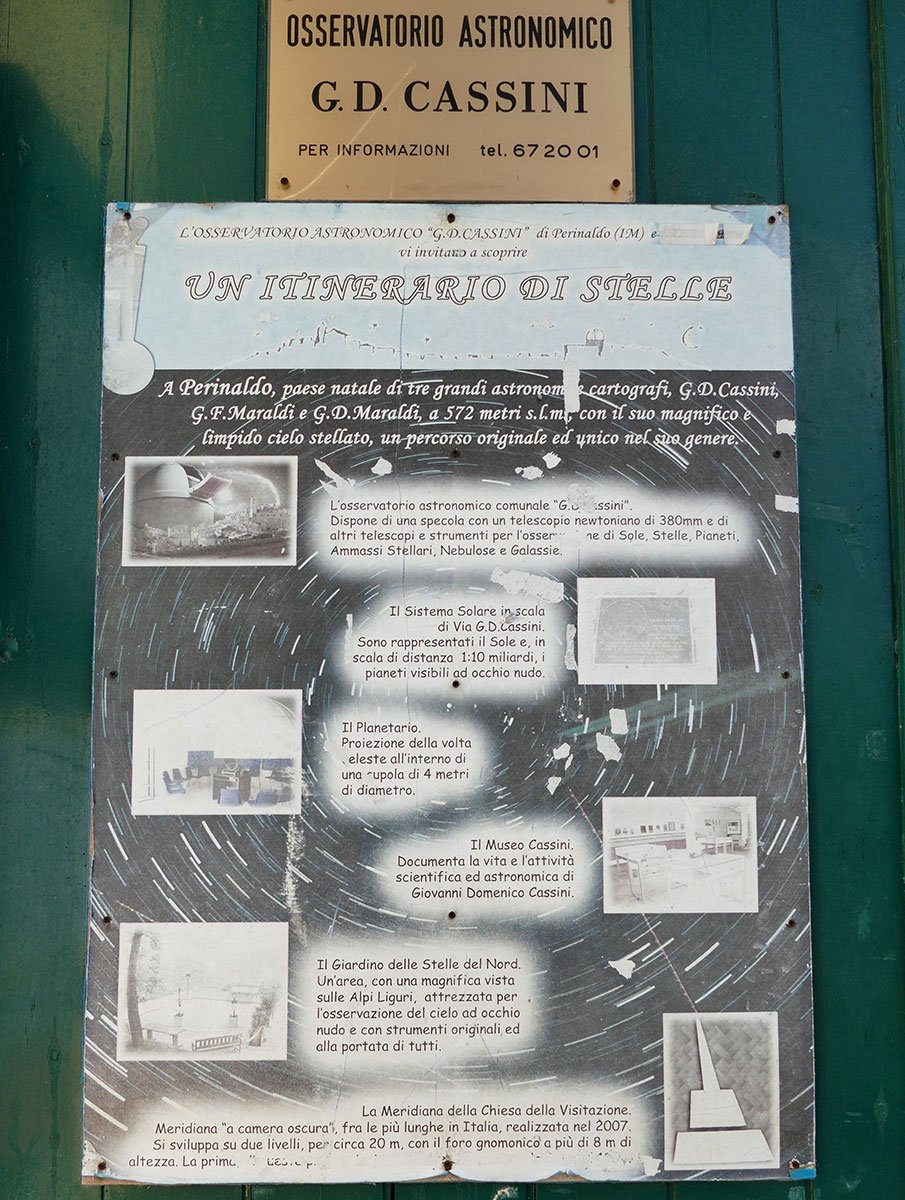 OSSERVATORIO ASTRONOMICO
G. D. CASSINI
PER INFORMAZIONI tel. 67 20 01
L'OSSERVATORIO ASTRONOMICO "G.D.CASSINI" di Perinaldo (IM) e
vi invitano a scoprire
UN ITINERARIO DI STELLE
A Perinaldo, paese natale di tre grandi astronomi e cartografi, G.D.Cassini,
G.F.Maraldi e G.D.Maraldi, a 572 metri s.l.m., con il suo magnifico e
limpido cielo stellato, un percorso originale ed unico nel suo genere.
L'osservatorio astronomico comunale "G.D.Cassini".
Dispone di una specola con un telescopio newtoniano di 380mm e di
altri telescopi e strumenti per l'osservazione di Sole, Stelle, Pianeti,
Ammassi Stellari, Nebulose e Galassie.
Il Sistema Solare in scala
di Via G.D.Cassini.
Sono rappresentati il Sole e, in
scala di distanza 1:10 miliardi, i
pianeti visibili ad occhio nudo.
Il Planetario.
Proiezione della volta
celeste all'interno di
una cupola di 4 metri
di diametro.
Il Museo Cassini.
Documenta la vita e l'attività
scientifica ed astronomica di
Giovanni Domenico Cassini.
Il Giardino delle Stelle del Nord.
Un'area, con una magnifica vista
sulle Alpi Liguri, attrezzata per
l'osservazione del cielo ad occhio
nudo e con strumenti originali ed
alla portata di tutti.
La Meridiana della Chiesa della Visitazione.
Meridiana "a camera oscura", fra le più lunghe in Italia, realizzata nel 2007.
Si sviluppa su due livelli, per circa 20 m, con il foro gnomonico a più di 8 m di
altezza. La prima